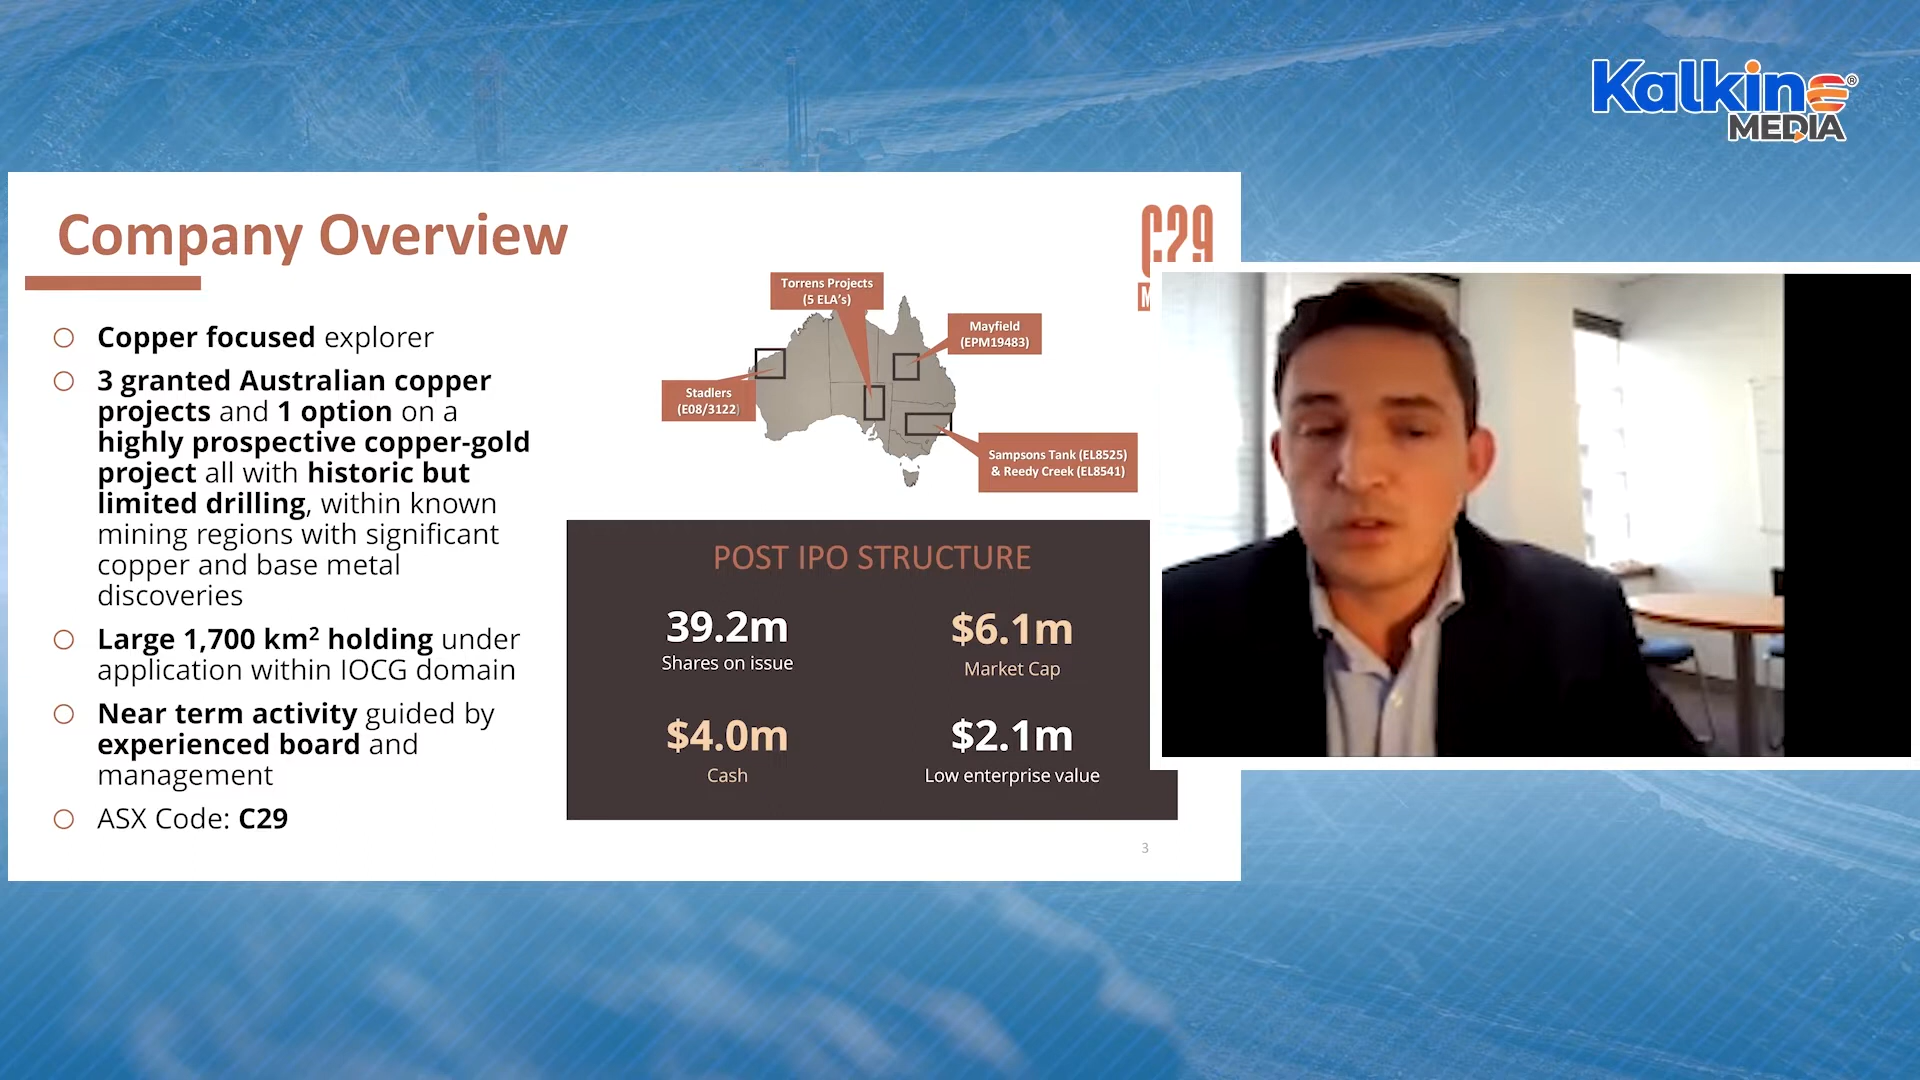 Kalkine®
MEDIA
Company Overview
C29
M
Torrens Projects
(5 ELA's)
Mayfield
(EPM19483)
Stadlers
(E08/3122)
Sampsons Tank (EL8525)
& Reedy Creek (EL8541)
Copper focused explorer
3 granted Australian copper
projects and 1 option on a
highly prospective copper-gold
project all with historic but
limited drilling, within known
mining regions with significant
copper and base metal
discoveries
Large 1,700 km² holding under
application within IOCG domain
Near term activity guided by
experienced board and
management
ASX Code: C29
POST IPO STRUCTURE
39.2m
Shares on issue
$6.1m
Market Cap
$4.0m
Cash
$2.1m
Low enterprise value
3